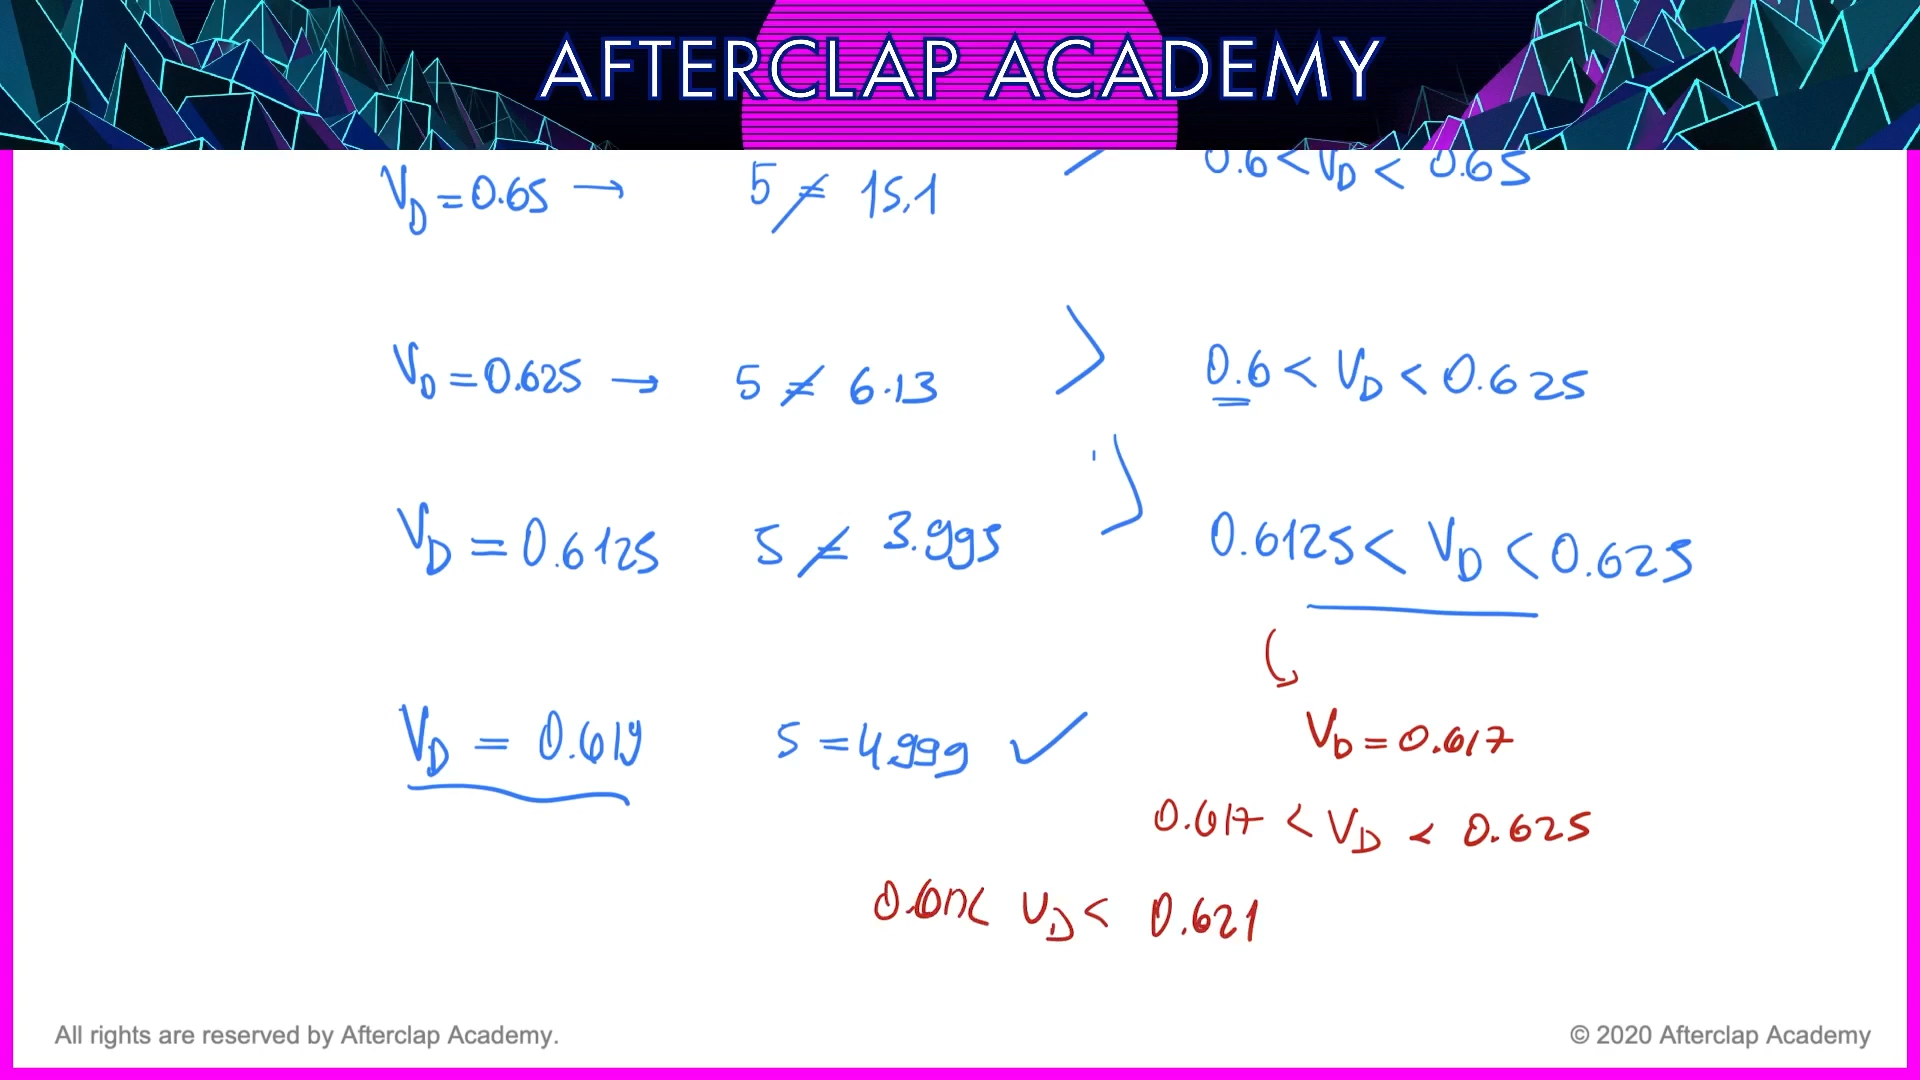 AFTERCLAP ACADEMY
V_D = 0.65 → 5 ≠ 15.1 0.6 < V_D < 0.65
V_D = 0.625 → 5 ≠ 6.13 0.6 < V_D < 0.625
V_D = 0.6125 5 ≠ 3.995 0.6125 < V_D < 0.625
V_D = 0.619 5 = 4.999 ✓ V_D = 0.617
0.617 < V_D < 0.625
< V_D < 0.621
All rights are reserved by Afterclap Academy.
© 2020 Afterclap Academy